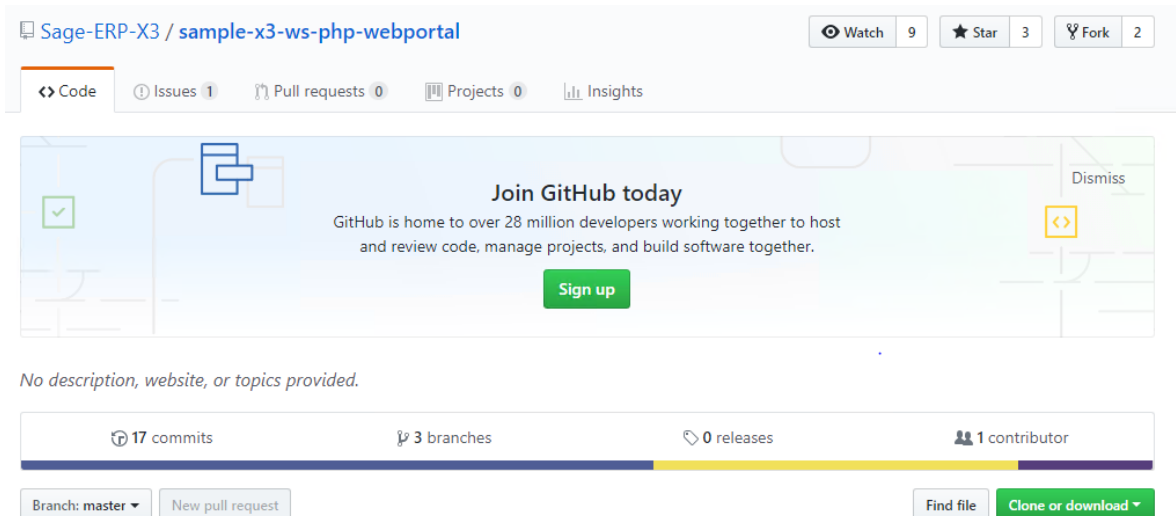 Sage-ERP-X3 / sample-x3-ws-php-webportal
Watch 9 Star 3 Fork 2
<> Code Issues 1 Pull requests 0 Projects 0 Insights
Dismiss
Join GitHub today
GitHub is home to over 28 million developers working together to host
and review code, manage projects, and build software together.
Sign up
No description, website, or topics provided.
17 commits 3 branches 0 releases 1 contributor
Branch: master New pull request Find file Clone or download